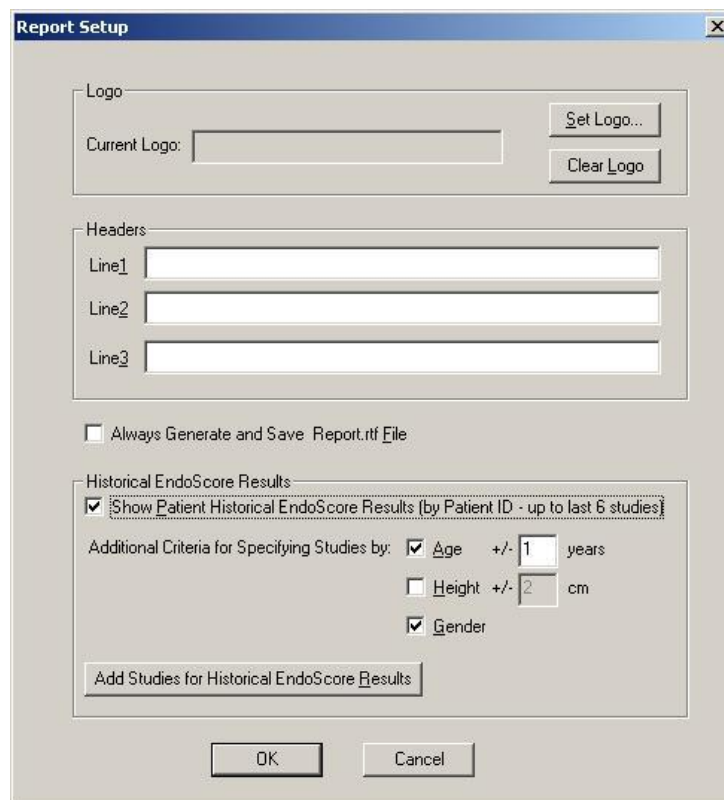 Report Setup
Logo
Set Logo...
Current Logo:
Clear Logo
Headers
Line1
Line2
Line3
Always Generate and Save Report.rtf File
Historical EndoScore Results
Show Patient Historical EndoScore Results (by Patient ID - up to last 6 studies)
Additional Criteria for Specifying Studies by: Age +/- 1 years
Height +/- 2 cm
Gender
Add Studies for Historical EndoScore Results
OK Cancel